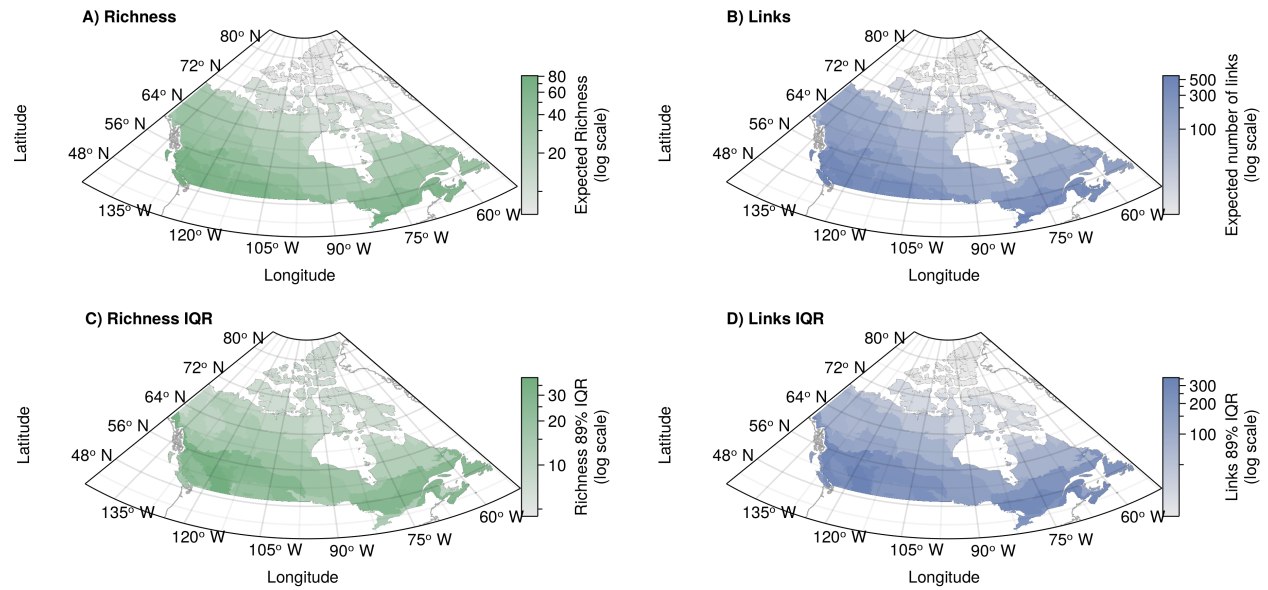 A) Richness
80° N
72° N
64° N
56° N
48° N
135° W
120° W
105° W
90° W
75° W
60° W
Latitude
Longitude
80
60
40
20
Expected Richness
(log scale)
B) Links
80° N
72° N
64° N
56° N
48° N
135° W
120° W
105° W
90° W
75° W
60° W
Latitude
Longitude
500
300
100
Expected number of links
(log scale)
C) Richness IQR
80° N
72° N
64° N
56° N
48° N
135° W
120° W
105° W
90° W
75° W
60° W
Latitude
Longitude
30
20
10
Richness 89% IQR
(log scale)
D) Links IQR
80° N
72° N
64° N
56° N
48° N
135° W
120° W
105° W
90° W
75° W
60° W
Latitude
Longitude
300
200
100
Links 89% IQR
(log scale)